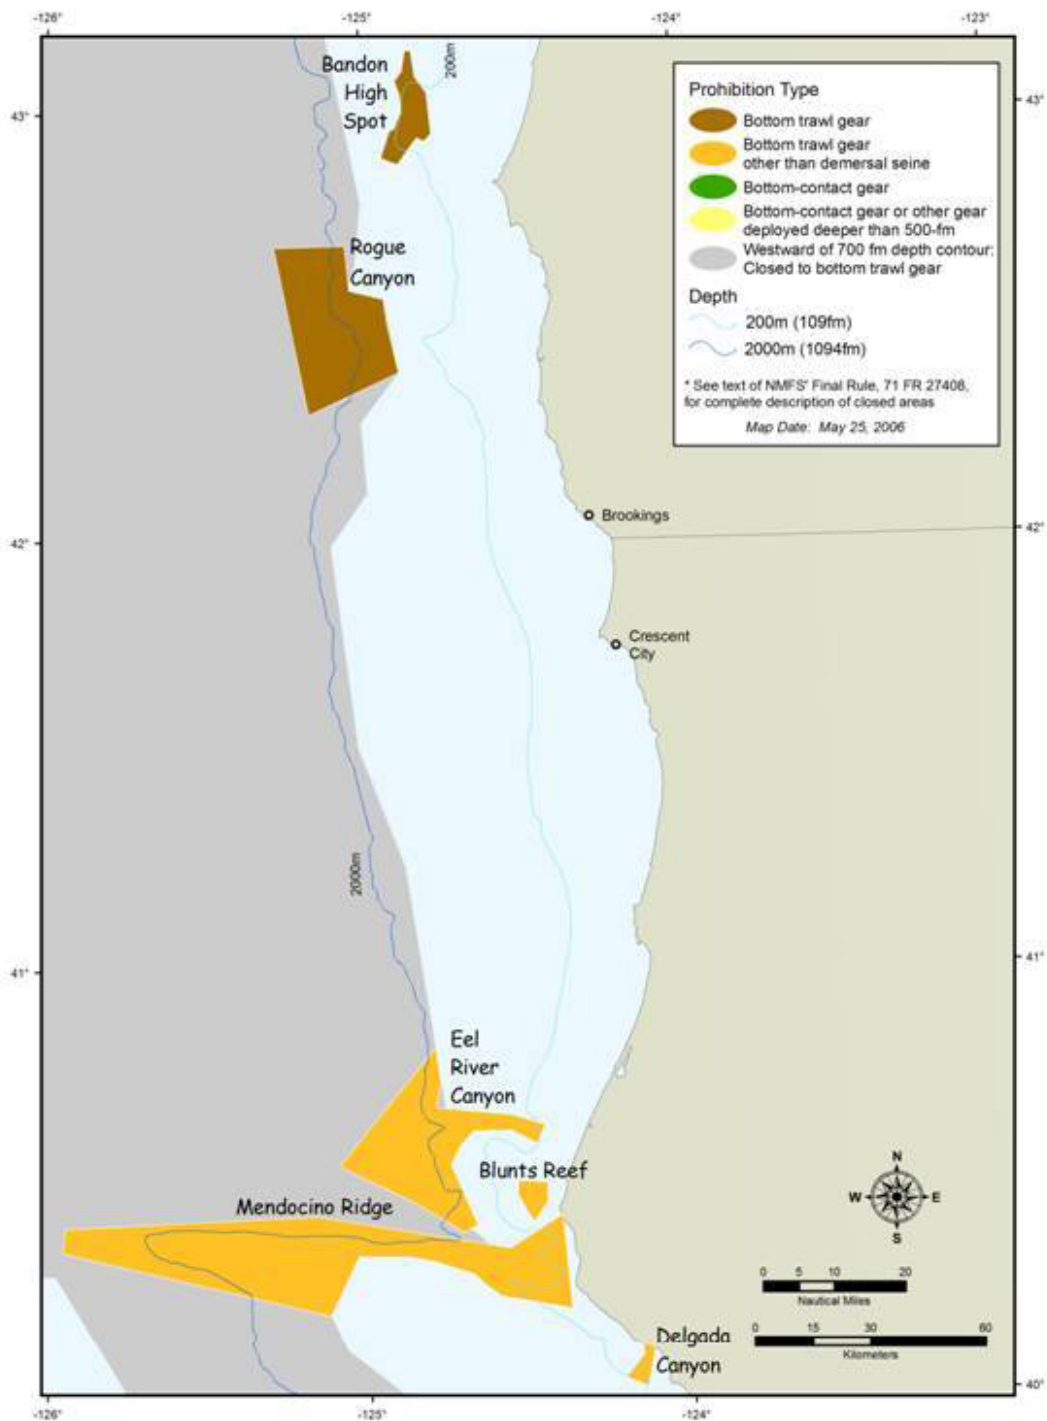 -126°
-125°
-124°
-123°
Bandon
High
Spot
200m
43°
43°
Prohibition Type
Bottom trawl gear
Bottom trawl gear
other than demersal seine
Bottom-contact gear
Bottom-contact gear or other gear
deployed deeper than 500-fm
Westward of 700 fm depth contour:
Closed to bottom trawl gear
Depth
200m (109fm)
2000m (1094fm)
* See text of NMFS' Final Rule, 71 FR 27408,
for complete description of closed areas
Map Date: May 25, 2006
Rogue
Canyon
Brookings
42°
42°
Crescent
City
2000m
41°
41°
Eel
River
Canyon
Blunts Reef
Mendocino Ridge
N
W
E
S
0 5 10 20
Nautical Miles
0 15 30 60
Kilometers
Delgada
Canyon
40°
40°
-126°
-125°
-124°